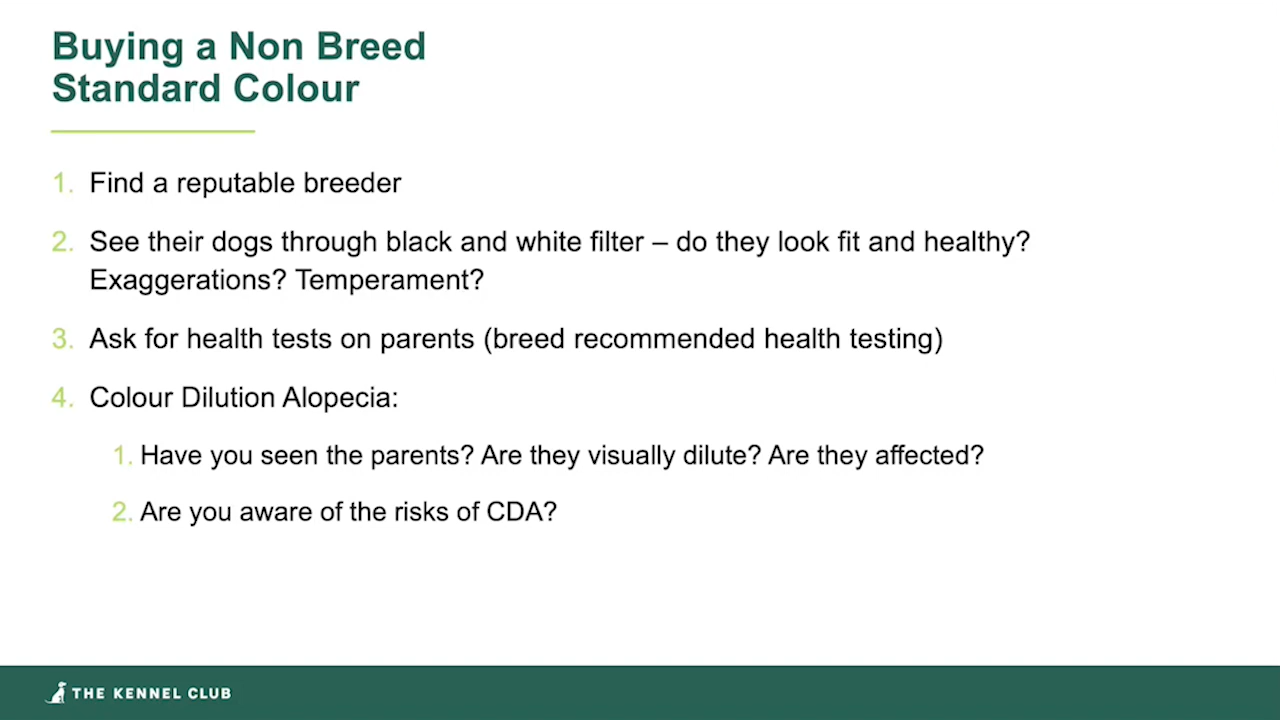 Buying a Non Breed
Standard Colour
1. Find a reputable breeder
2. See their dogs through black and white filter – do they look fit and healthy?
Exaggerations? Temperament?
3. Ask for health tests on parents (breed recommended health testing)
4. Colour Dilution Alopecia:
1. Have you seen the parents? Are they visually dilute? Are they affected?
2. Are you aware of the risks of CDA?
THE KENNEL CLUB